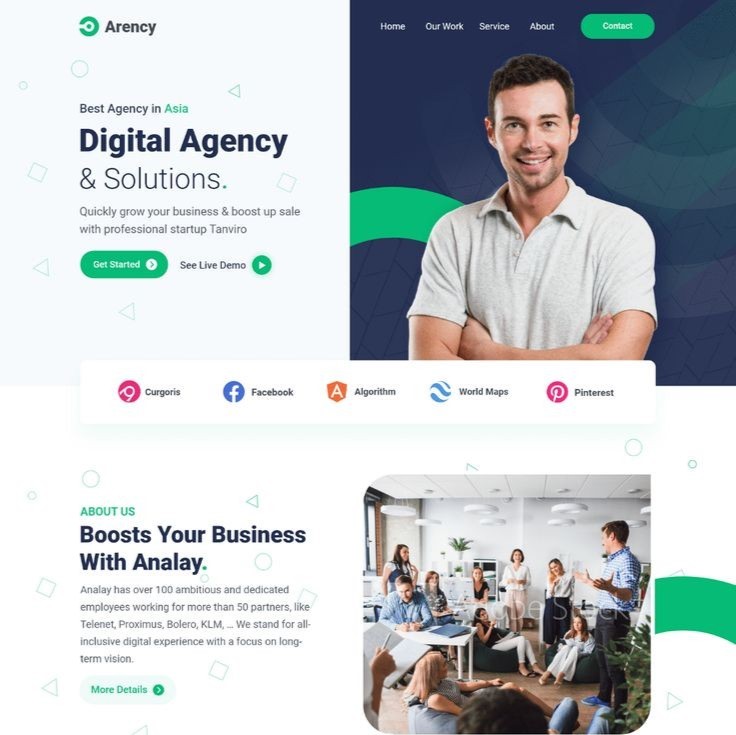 Arency
Home Our Work Service About Contact
Best Agency in Asia
Digital Agency
& Solutions.
Quickly grow your business & boost up sale
with professional startup Tanviro
Get Started See Live Demo
Curgoris Facebook Algorithm World Maps Pinterest
ABOUT US
Boosts Your Business
With Analay.
Analay has over 100 ambitious and dedicated
employees working for more than 50 partners, like
Telenet, Proximus, Bolero, KLM, ... We stand for all-
inclusive digital experience with a focus on long-
term vision.
More Details